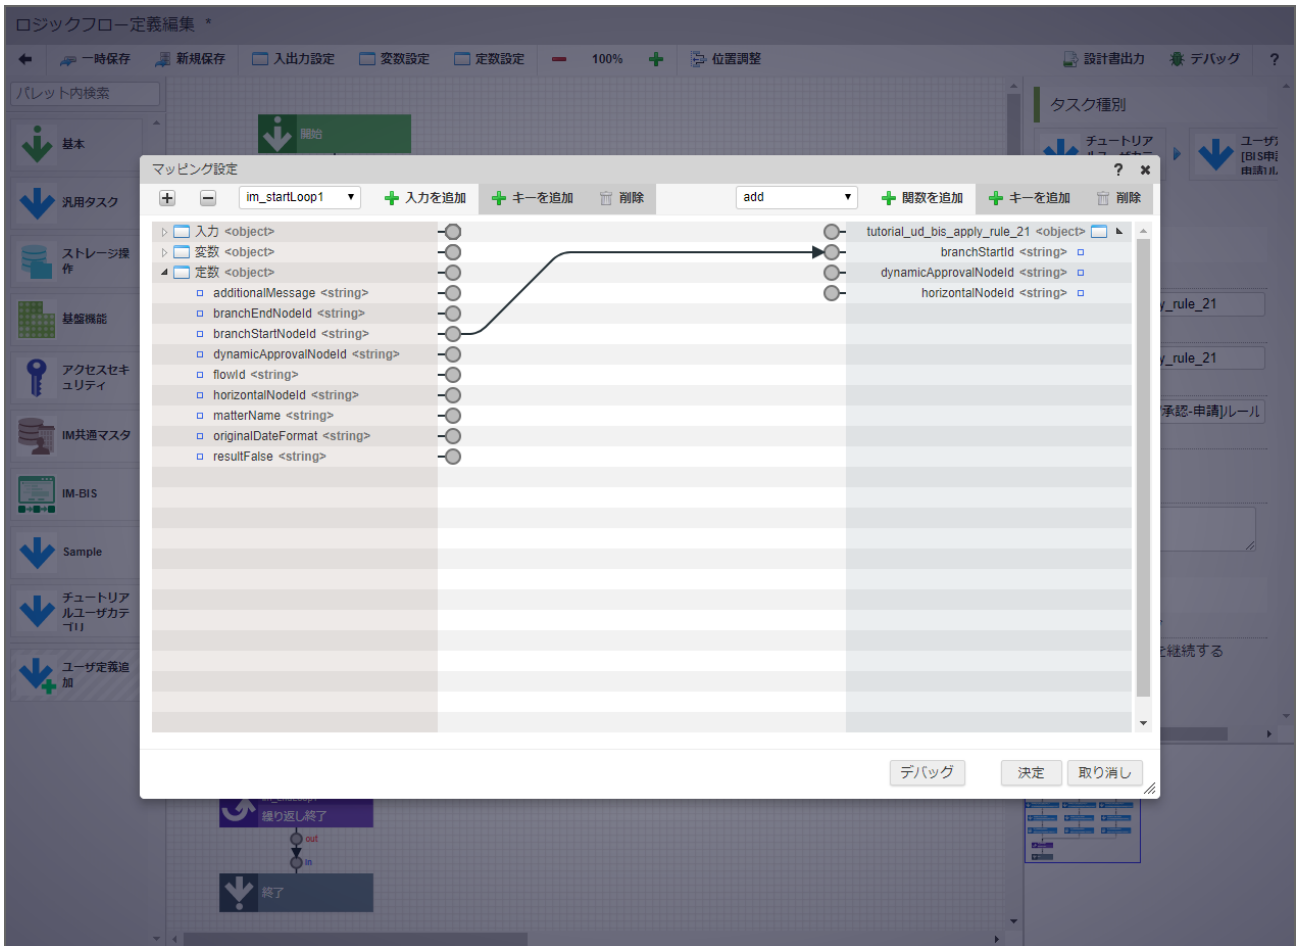 ロジックフロー定義編集 *
一時保存 新規保存 入出力設定 変数設定 定数設定 100% 位置調整 設計書出力 デバッグ ?
パレット内検索
基本
汎用タスク
ストレージ操
作
基盤機能
アクセスセキ
ュリティ
IM共通マスタ
IM-BIS
Sample
チュートリア
ルユーザカテ
ゴリ
ユーザ定義追
加
開始
タスク種別
チュートリア
[BIS申
マッピング設定 ?
im_startLoop1 入力を追加 キーを追加 削除 add 関数を追加 キーを追加 削除
入力 <object>
変数 <object>
定数 <object>
additionalMessage <string>
branchEndNodeId <string>
branchStartNodeId <string>
dynamicApprovalNodeId <string>
flowId <string>
horizontalNodeId <string>
matterName <string>
originalDateFormat <string>
resultFalse <string>
tutorial_ud_bis_apply_rule_21 <object>
branchStartId <string>
dynamicApprovalNodeId <string>
horizontalNodeId <string>
y_rule_21
y_rule_21
承認-申請]ルール
を継続する
デバッグ 決定 取り消し
繰り返し終了
out
in
終了